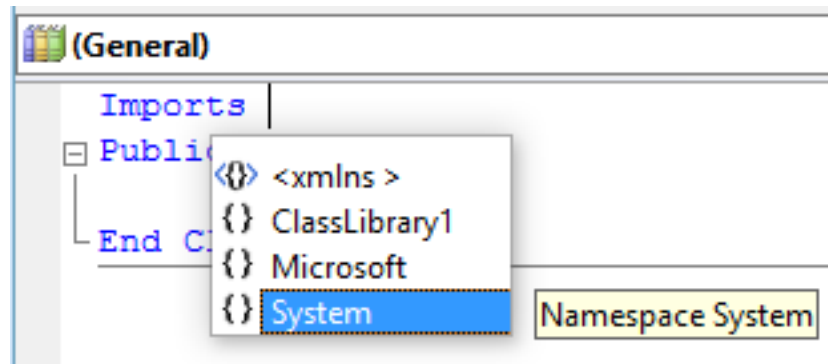 (General)
Imports
Public
<xmlns >
{} ClassLibrary1
End Cl
{} Microsoft
{} System
Namespace System